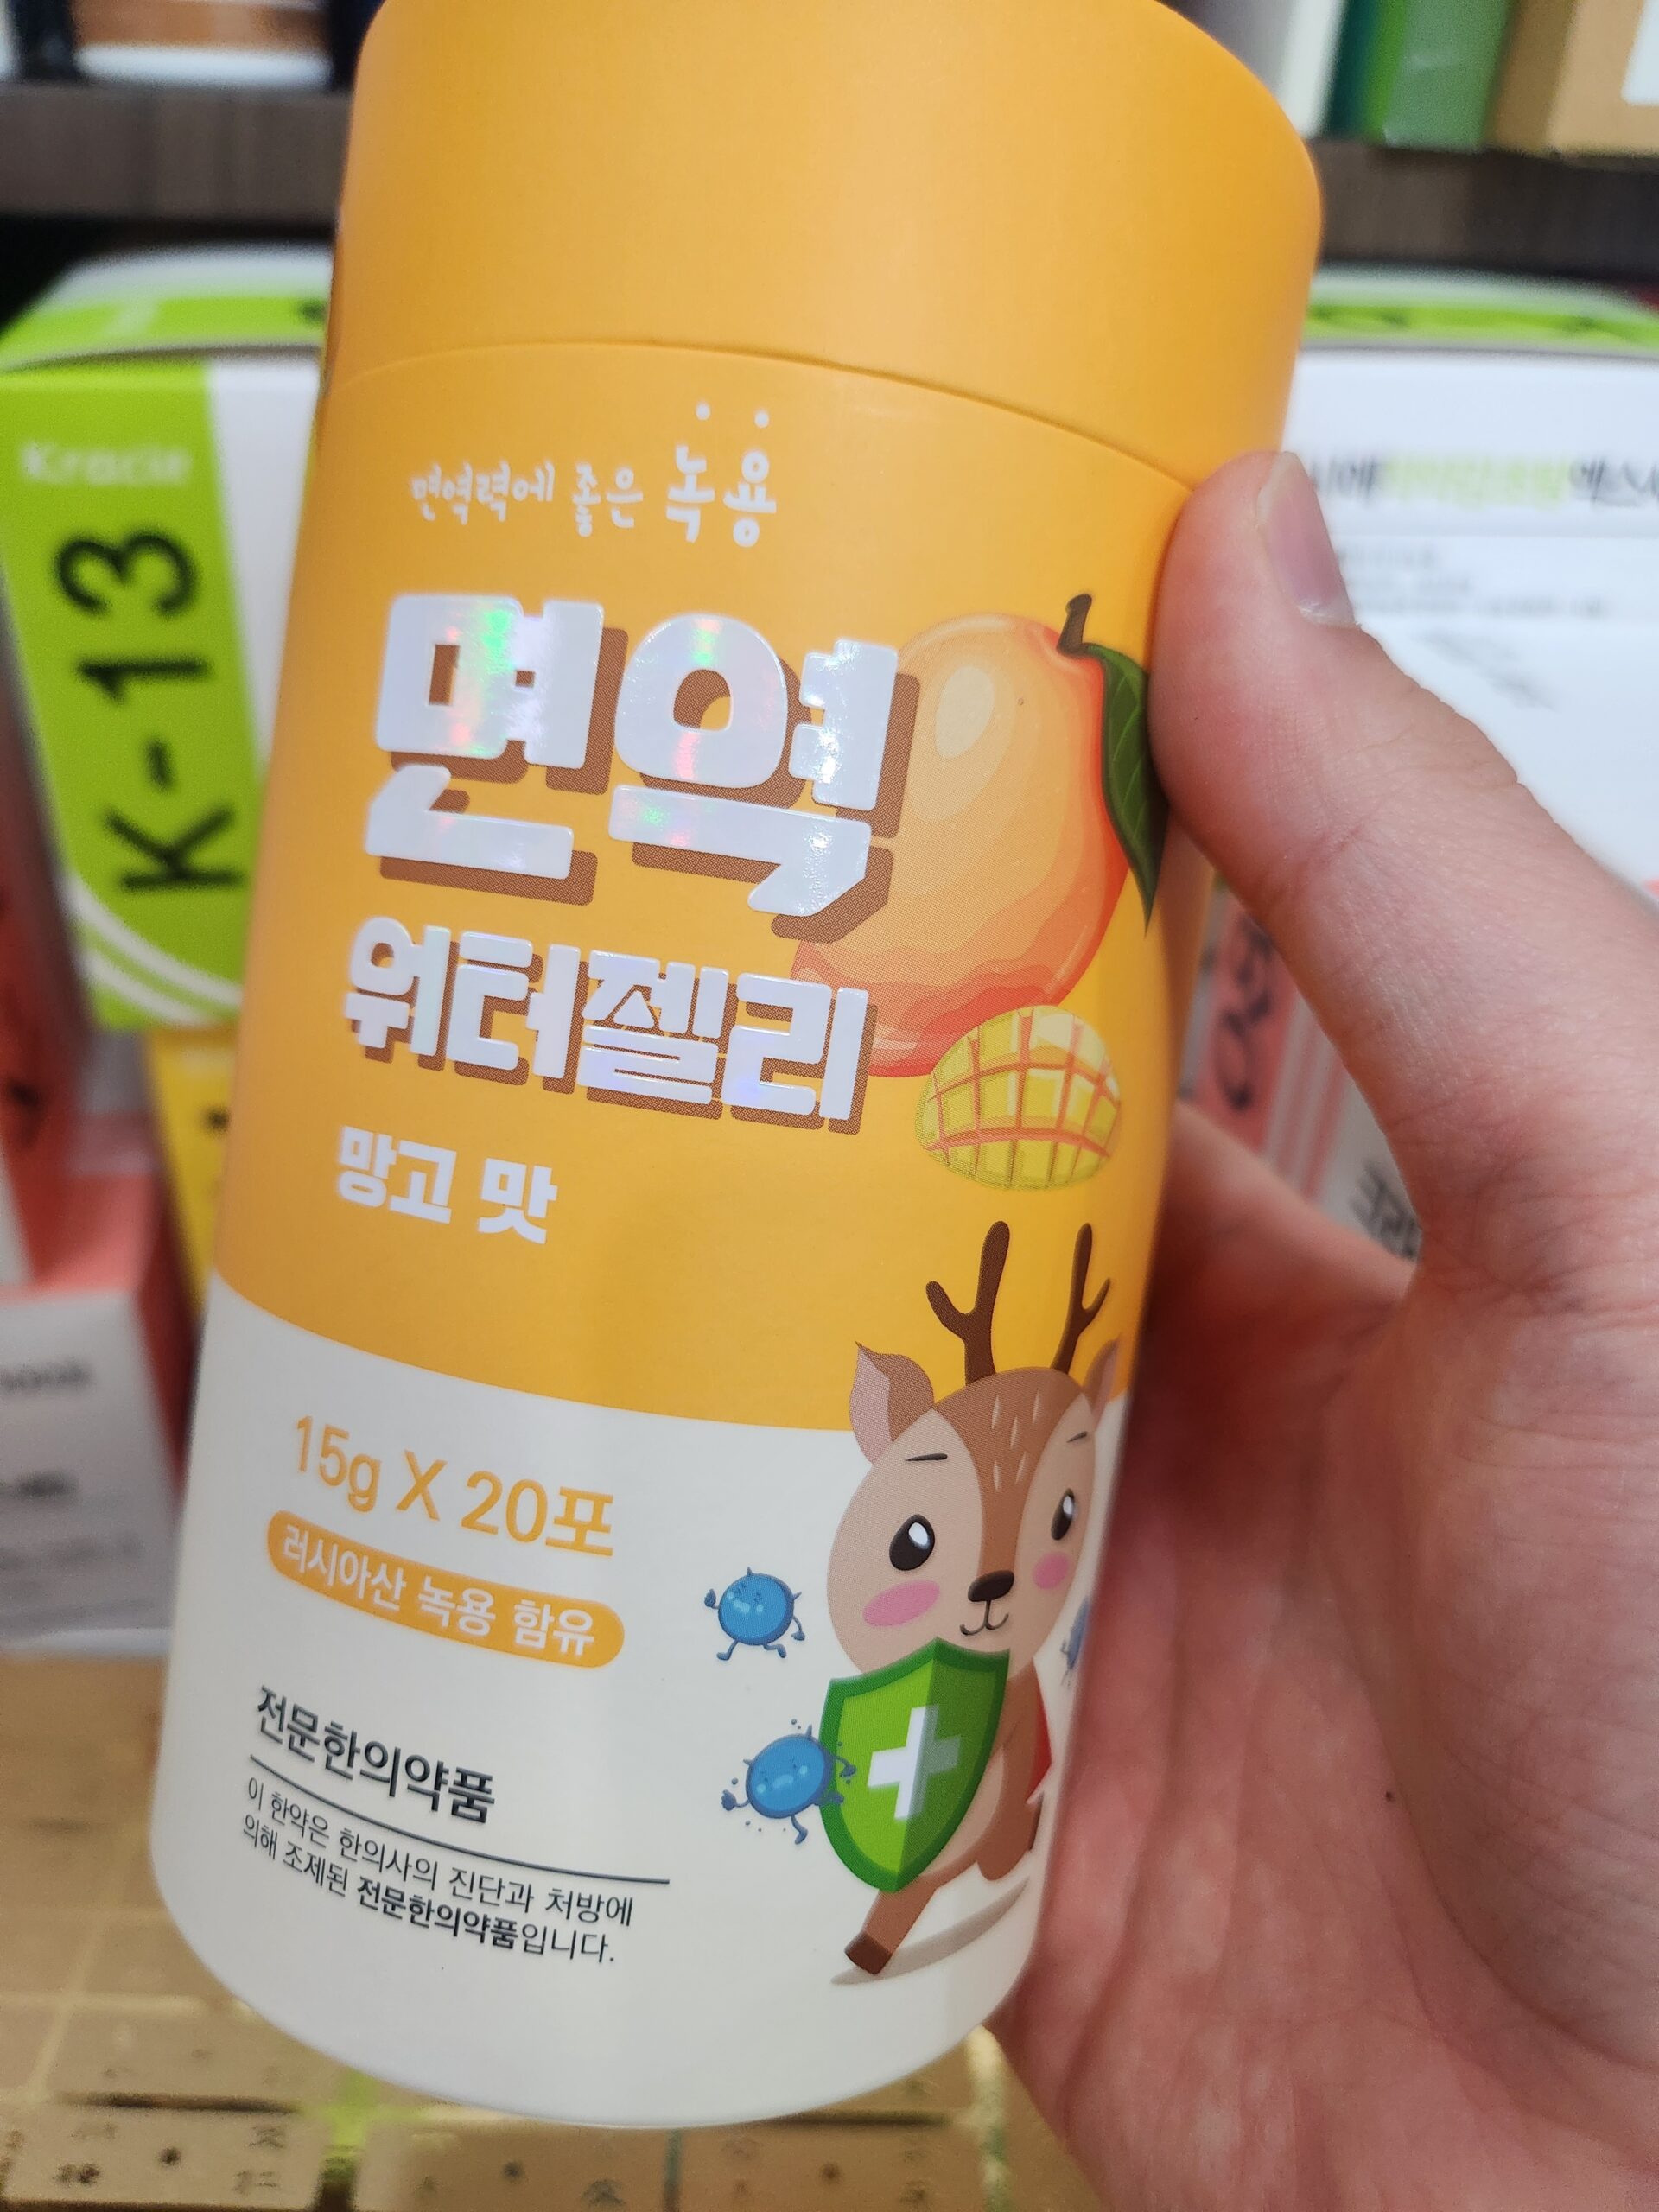 면역력에 좋은 녹용
면역
워터젤리
망고 맛
15g X 20포
러시아산 녹용 함유
전문한의약품
이 한약은 한의사의 진단과 처방에
의해 조제된 전문한의약품입니다.
Kracie
K-13